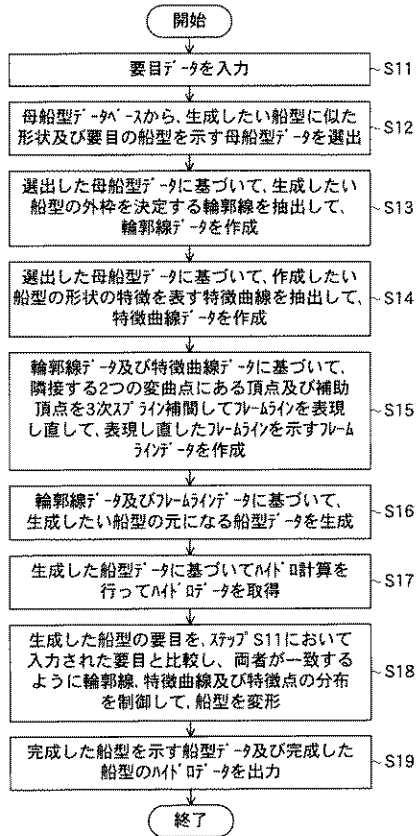 開始
要目データを入力
S11
母船型データベースから、生成したい船型に似た
形状及び要目の船型を示す母船型データを選出
S12
選出した母船型データに基づいて、生成したい
船型の外枠を決定する輪郭線を抽出して、
輪郭線データを作成
S13
選出した母船型データに基づいて、作成したい
船型の形状の特徴を表す特徴曲線を抽出して、
特徴曲線データを作成
S14
輪郭線データ及び特徴曲線データに基づいて、
隣接する2つの変曲点にある頂点及び補助
頂点を3次スプライン補間してフレームラインを表現
し直して、表現し直したフレームラインを示すフレーム
ラインデータを作成
S15
輪郭線データ及びフレームラインデータに基づいて、
生成したい船型の元になる船型データを生成
S16
生成した船型データに基づいてハイドロ計算を
行ってハイドロデータを取得
S17
生成した船型の要目を、ステップS11において
入力された要目と比較し、両者が一致する
ように輪郭線、特徴曲線及び特徴点の分布
を制御して、船型を変形
S18
完成した船型を示す船型データ及び完成した
船型のハイドロデータを出力
S19
終了